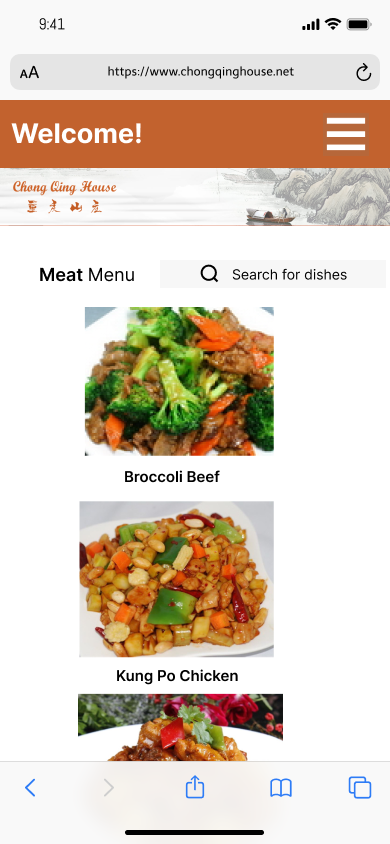 9:41
AA
https://www.chongqinghouse.net
Welcome!
Chong Qing House
Meat Menu
Search for dishes
Broccoli Beef
Kung Po Chicken